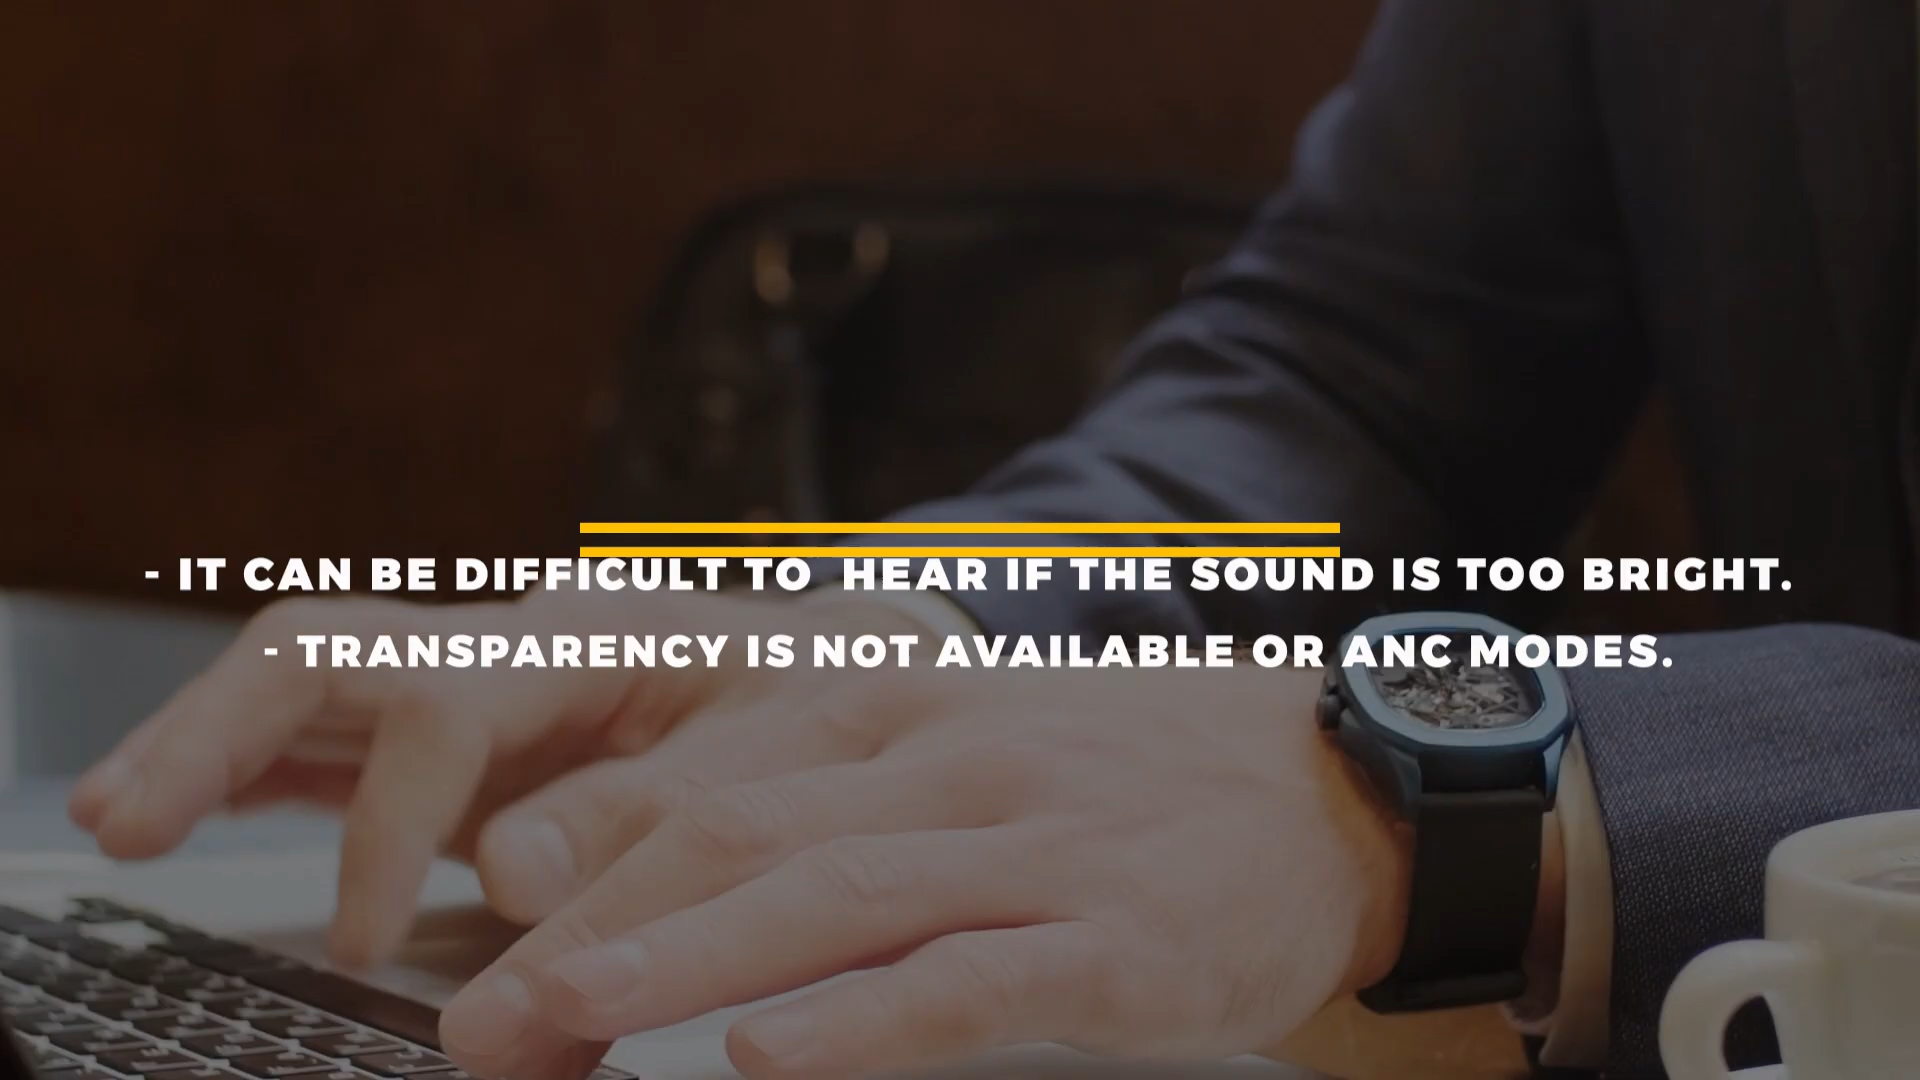 - IT CAN BE DIFFICULT TO  HEAR IF THE SOUND IS TOO BRIGHT.
- TRANSPARENCY IS NOT AVAILABLE OR ANC MODES.